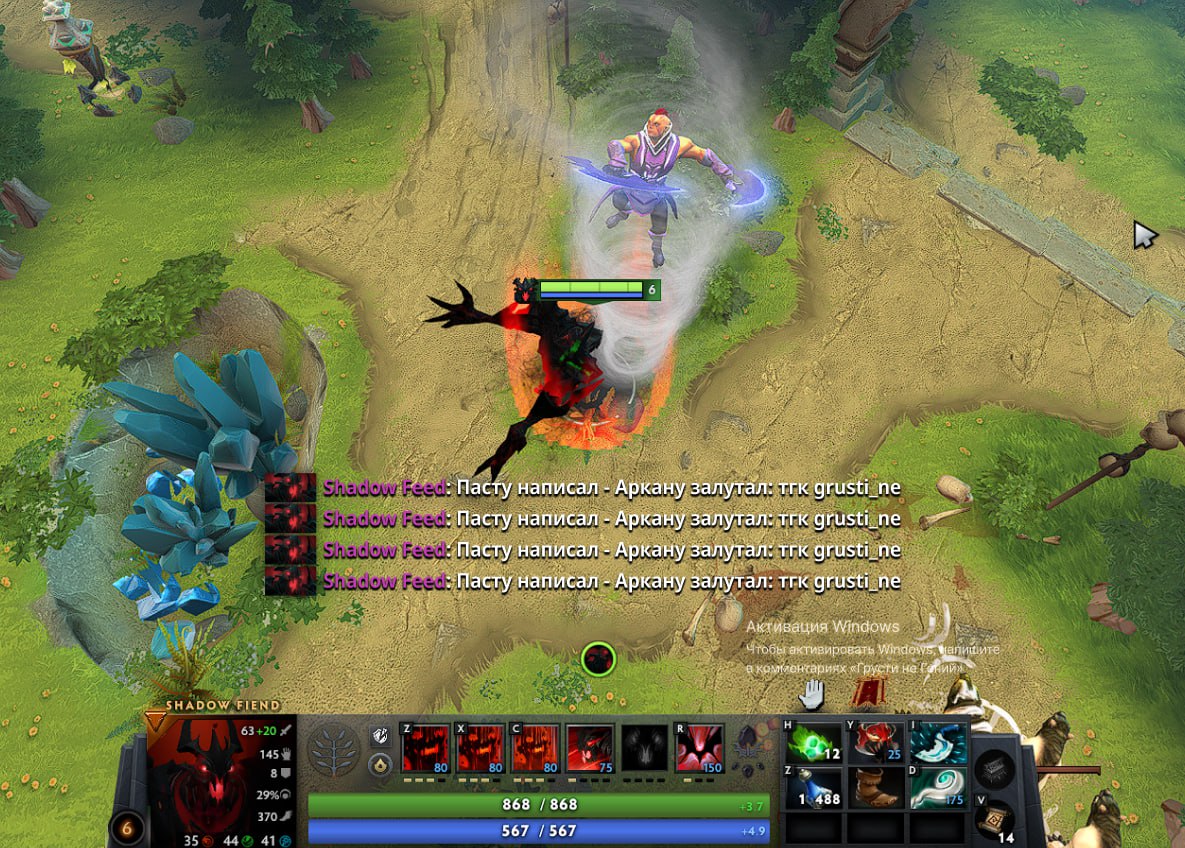 6
Shadow Feed: Пасту написал - Аркану залутал: тгк grusti_ne
Shadow Feed: Пасту написал - Аркану залутал: тгк grusti_ne
Shadow Feed: Пасту написал - Аркану залутал: тгк grusti_ne
Shadow Feed: Пасту написал - Аркану залутал: тгк grusti_ne
Активация Windows
Чтобы активировать Windows, напишите
в комментариях «Грусти не Гений»
SHADOW FIEND
63+20
145
8
29%
370
35 44 41
6
Z 80
X 80
C 80
75
R 150
868 / 868 +3.7
567 / 567 +4.9
H 12
Y 25
I
Z 1 488
D 175
V 14